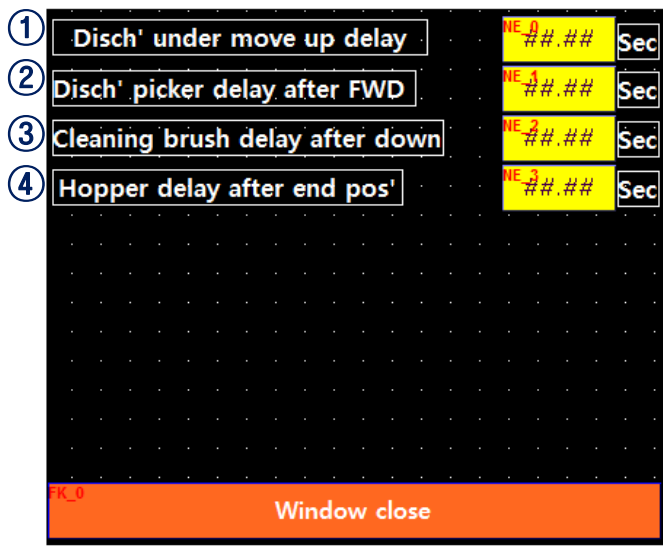 ① Disch' under move up delay NE_0 ##.## Sec
② Disch' picker delay after FWD NE_1 ##.## Sec
③ Cleaning brush delay after down NE_2 ##.## Sec
④ Hopper delay after end pos' NE_3 ##.## Sec
FK_0
Window close